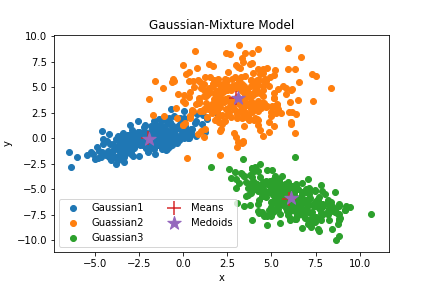 Gaussian-Mixture Model
10.0
7.5
5.0
2.5
0.0
−2.5
−5.0
−7.5
−10.0
y
Gaussian1
Guassian2
Guassian3
Means
Medoids
−5.0 −2.5 0.0 2.5 5.0 7.5 10.0
x